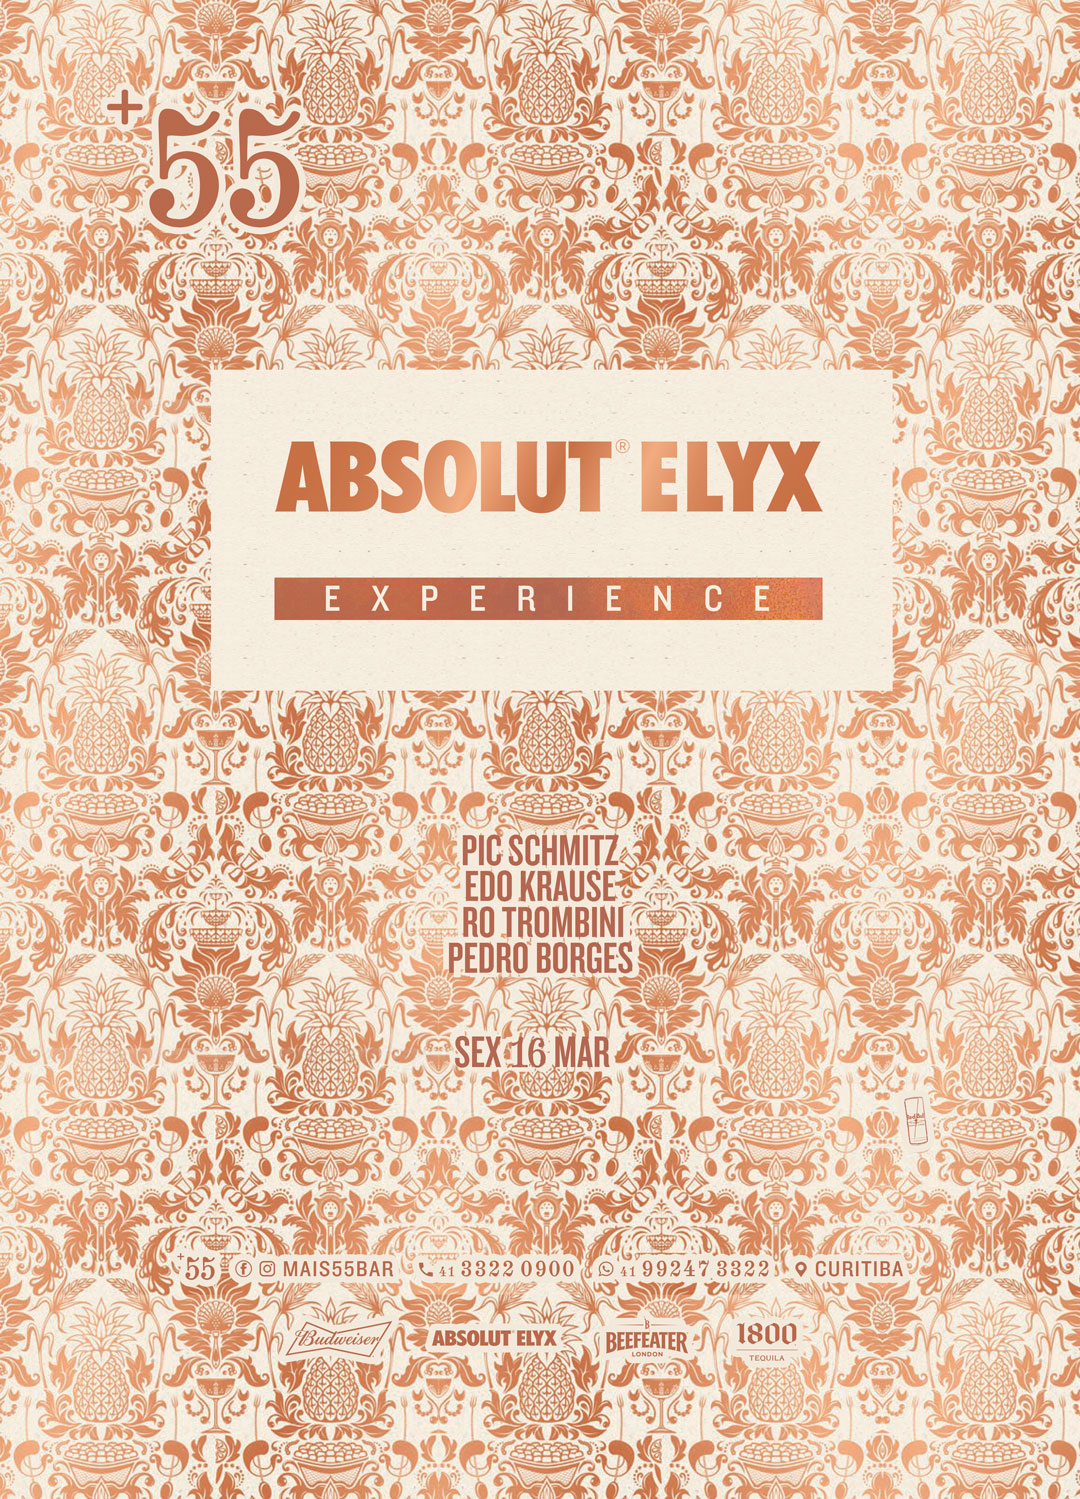 +55
ABSOLUT® ELYX
EXPERIENCE
PIC SCHMITZ
EDO KRAUSE
RO TROMBINI
PEDRO BORGES
SEX 16 MAR
+55 MAIS55BAR 41 3322 0900 41 99247 3322 CURITIBA
Budweiser ABSOLUT ELYX B BEEFEATER LONDON 1800 TEQUILA